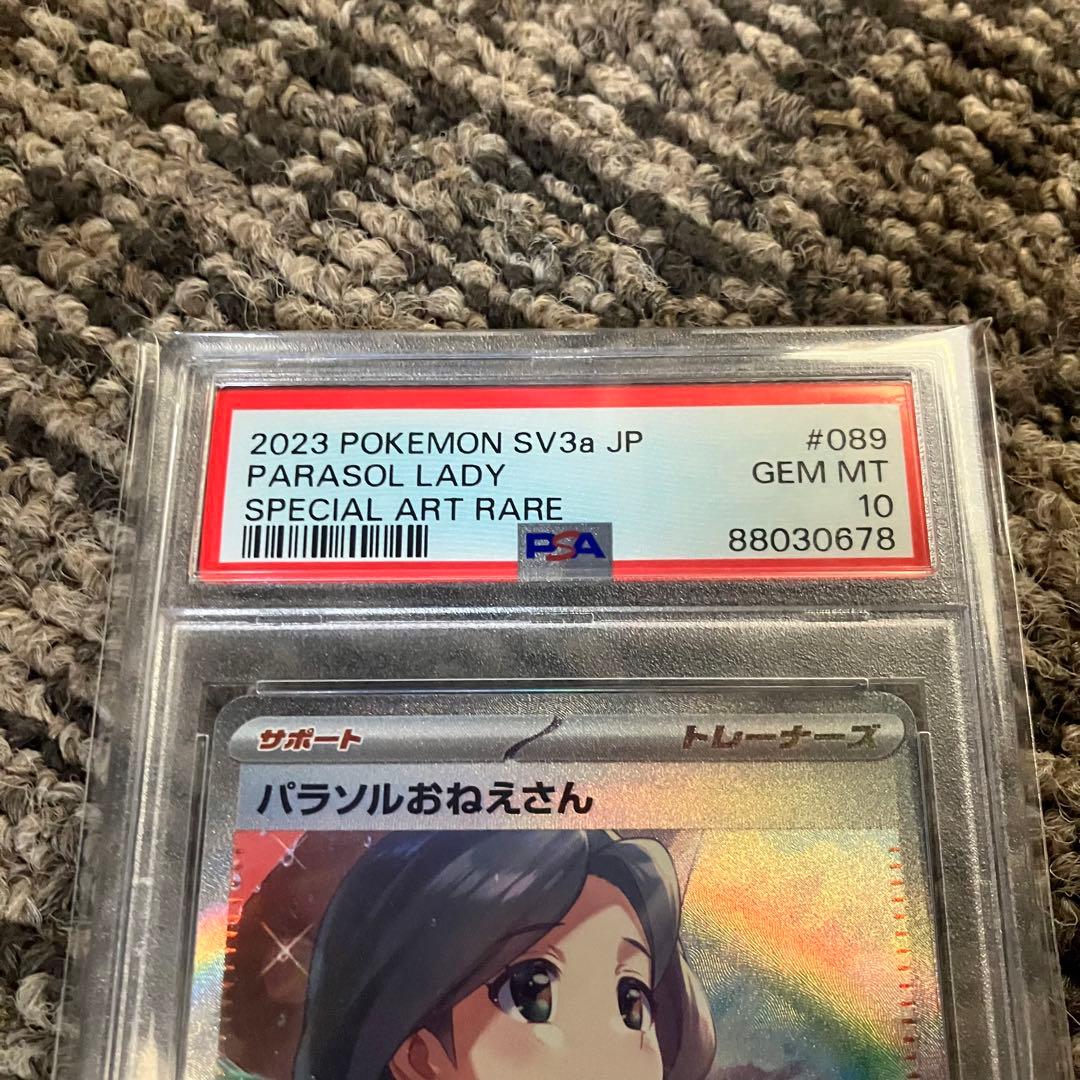 2023 POKEMON SV3a JP #089
PARASOL LADY GEM MT
SPECIAL ART RARE 10
PSA 88030678
サポート トレーナーズ
パラソルおねえさん